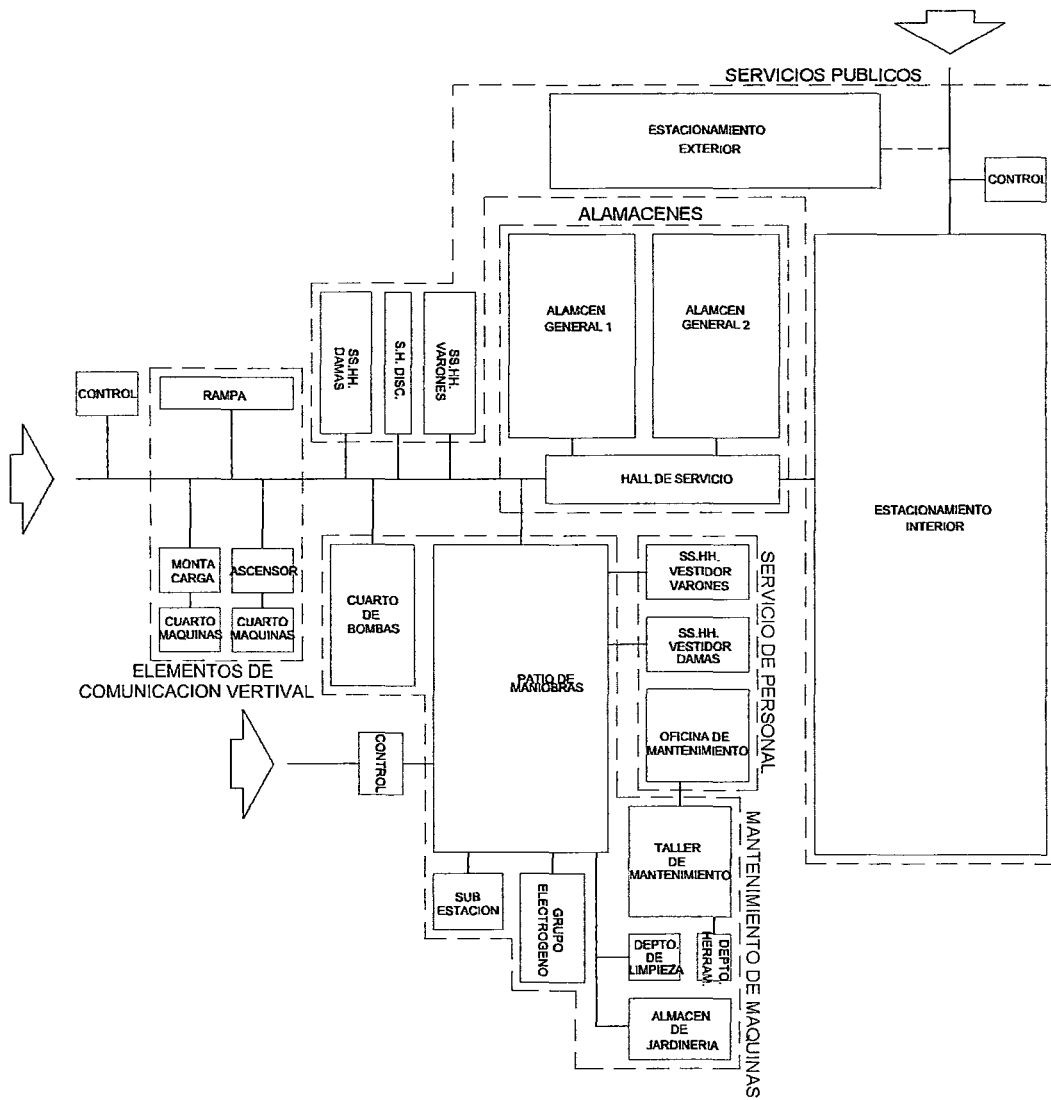 SERVICIOS PUBLICOS
ESTACIONAMIENTO
EXTERIOR
CONTROL
ALAMACENES
ALAMCEN
GENERAL 1
ALAMCEN
GENERAL 2
SS.HH.
DAMAS
S.H. DISC.
SS.HH.
VARONES
CONTROL
RAMPA
HALL DE SERVICIO
ESTACIONAMIENTO
INTERIOR
MONTA
CARGA
ASCENSOR
CUARTO
MAQUINAS
CUARTO
MAQUINAS
ELEMENTOS DE
COMUNICACION VERTIVAL
CUARTO
DE
BOMBAS
PATIO DE
MANIOBRAS
SS.HH.
VESTIDOR
VARONES
SS.HH.
VESTIDOR
DAMAS
OFICINA DE
MANTENIMIENTO
SERVICIO DE PERSONAL
CONTROL
TALLER
DE
MANTENIMIENTO
SUB
ESTACION
GRUPO
ELECTROGENO
DEPTO.
DE
LIMPIEZA
DEPTO.
HERRAM.
ALMACEN
DE
JARDINERIA
MANTENIMIENTO DE MAQUINAS